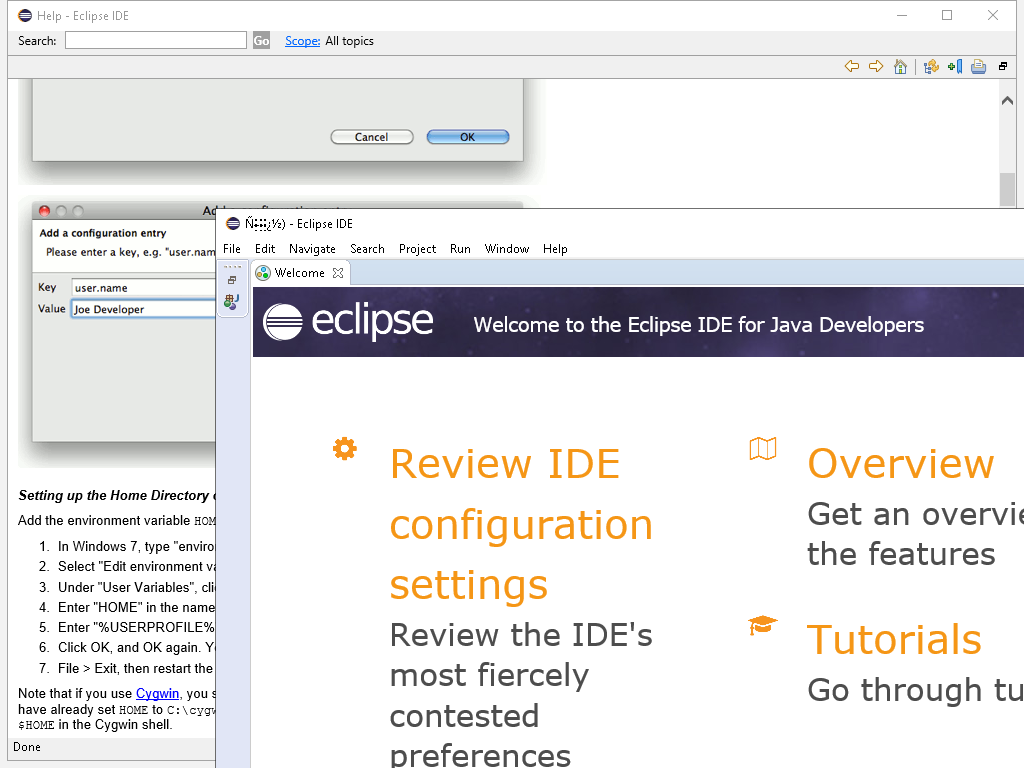 Help - Eclipse IDE
Search:
Go
Scope: All topics
Cancel
OK
Add a configuration entry
Please enter a key, e.g. "user.nam
Key
user.name
Value
Joe Developer
Setting up the Home Directory
Add the environment variable HOM
1. In Windows 7, type "enviro
2. Select "Edit environment va
3. Under "User Variables", cli
4. Enter "HOME" in the name
5. Enter "%USERPROFILE%
6. Click OK, and OK again. Y
7. File > Exit, then restart the
Note that if you use Cygwin, you s
have already set HOME to C:\cygw
$HOME in the Cygwin shell.
Done
- Eclipse IDE
File Edit Navigate Search Project Run Window Help
Welcome
eclipse
Welcome to the Eclipse IDE for Java Developers
Review IDE
configuration
settings
Review the IDE's
most fiercely
contested
preferences
Overview
Get an overvie
the features
Tutorials
Go through tu